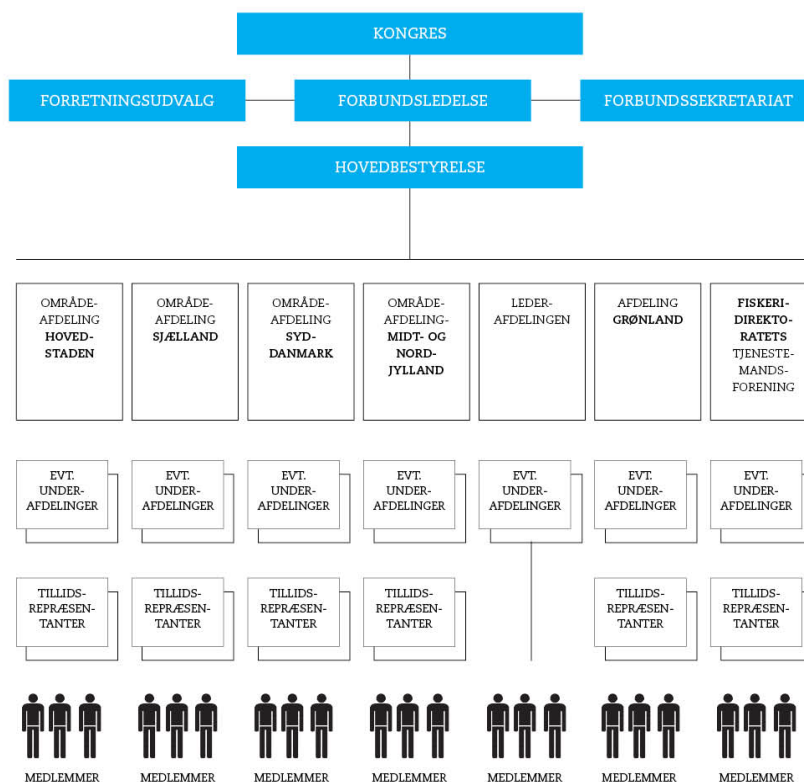 KONGRES
FORRETNINGSUDVALG
FORBUNDSLEDELSE
FORBUNDSSEKRETARIAT
HOVEDBESTYRELSE
OMRÅDE-
AFDELING
HOVED-
STADEN
OMRÅDE-
AFDELING
SJÆLLAND
OMRÅDE-
AFDELING
SYD-
DANMARK
OMRÅDE-
AFDELING-
MIDT- OG
NORD-
JYLLAND
LEDER-
AFDELINGEN
AFDELING
GRØNLAND
FISKERI-
DIREKTO-
RATETS
TJENESTE-
MANDS-
FORENING
EVT.
UNDER-
AFDELINGER
EVT.
UNDER-
AFDELINGER
EVT.
UNDER-
AFDELINGER
EVT.
UNDER-
AFDELINGER
EVT.
UNDER-
AFDELINGER
EVT.
UNDER-
AFDELINGER
EVT.
UNDER-
AFDELINGER
TILLIDS-
REPRÆSEN-
TANTER
TILLIDS-
REPRÆSEN-
TANTER
TILLIDS-
REPRÆSEN-
TANTER
TILLIDS-
REPRÆSEN-
TANTER
TILLIDS-
REPRÆSEN-
TANTER
TILLIDS-
REPRÆSEN-
TANTER
MEDLEMMER
MEDLEMMER
MEDLEMMER
MEDLEMMER
MEDLEMMER
MEDLEMMER
MEDLEMMER